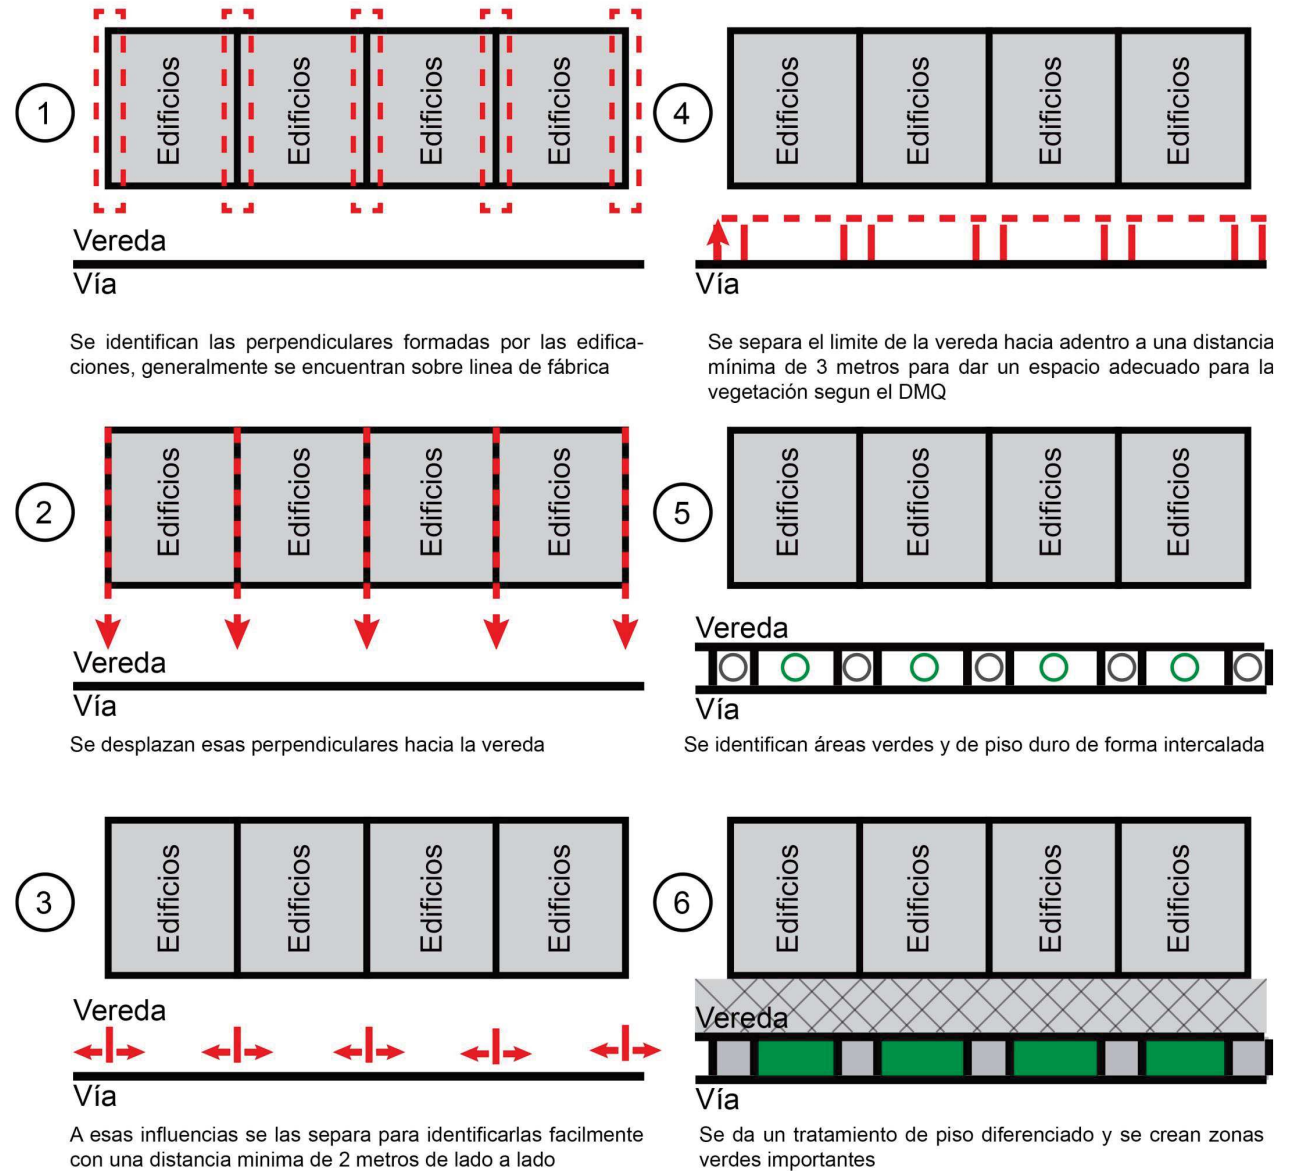 1
Edificios
Edificios
Edificios
Edificios
Vereda
Vía
Se identifican las perpendiculares formadas por las edifica-
ciones, generalmente se encuentran sobre linea de fábrica
2
Edificios
Edificios
Edificios
Edificios
Vereda
Vía
Se desplazan esas perpendiculares hacia la vereda
3
Edificios
Edificios
Edificios
Edificios
Vereda
Vía
A esas influencias se las separa para identificarlas facilmente
con una distancia minima de 2 metros de lado a lado
4
Edificios
Edificios
Edificios
Edificios
Vía
Se separa el limite de la vereda hacia adentro a una distancia
mínima de 3 metros para dar un espacio adecuado para la
vegetación segun el DMQ
5
Edificios
Edificios
Edificios
Edificios
Vereda
Vía
Se identifican áreas verdes y de piso duro de forma intercalada
6
Edificios
Edificios
Edificios
Edificios
Vereda
Vía
Se da un tratamiento de piso diferenciado y se crean zonas
verdes importantes